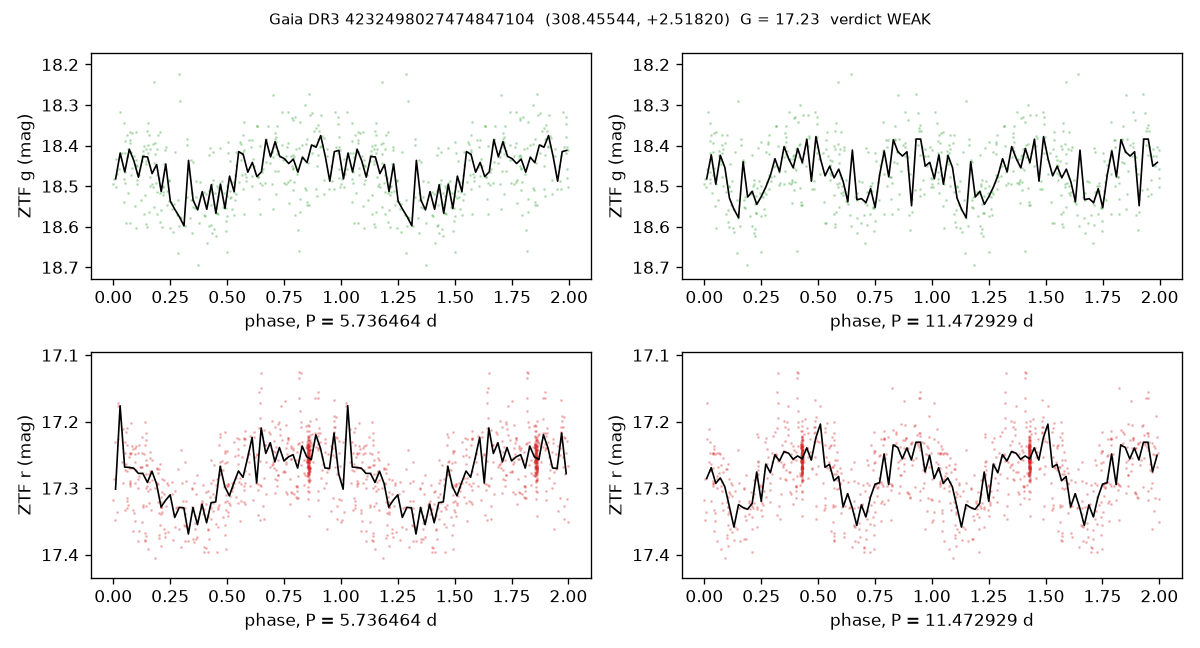 Gaia DR3 4232498027474847104 (308.45544, +2.51820) G = 17.23 verdict WEAK
ZTF g (mag)
18.2
18.3
18.4
18.5
18.6
18.7
0.00 0.25 0.50 0.75 1.00 1.25 1.50 1.75 2.00
phase, P = 5.736464 d
ZTF g (mag)
18.2
18.3
18.4
18.5
18.6
18.7
0.00 0.25 0.50 0.75 1.00 1.25 1.50 1.75 2.00
phase, P = 11.472929 d
ZTF r (mag)
17.1
17.2
17.3
17.4
0.00 0.25 0.50 0.75 1.00 1.25 1.50 1.75 2.00
phase, P = 5.736464 d
ZTF r (mag)
17.1
17.2
17.3
17.4
0.00 0.25 0.50 0.75 1.00 1.25 1.50 1.75 2.00
phase, P = 11.472929 d